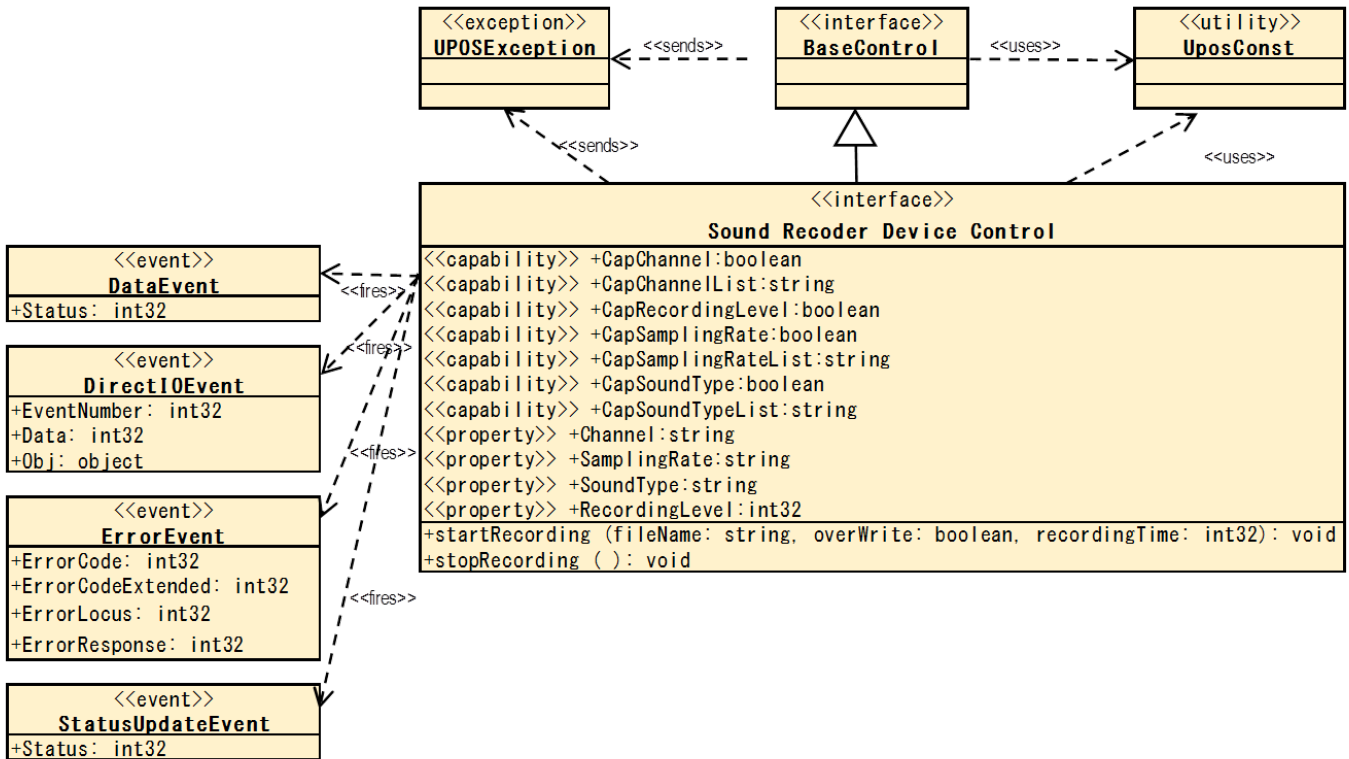 <<exception>>
UPOSException
<<sends>>
<<interface>>
BaseControl
<<uses>>
<<utility>>
UposConst
<<sends>>
<<uses>>
<<interface>>
Sound Recoder Device Control
<<capability>> +CapChannel:boolean
<<capability>> +CapChannelList:string
<<capability>> +CapRecordingLevel:boolean
<<capability>> +CapSamplingRate:boolean
<<capability>> +CapSamplingRateList:string
<<capability>> +CapSoundType:boolean
<<capability>> +CapSoundTypeList:string
<<property>> +Channel:string
<<property>> +SamplingRate:string
<<property>> +SoundType:string
<<property>> +RecordingLevel:int32
+startRecording (fileName: string, overWrite: boolean, recordingTime: int32): void
+stopRecording ( ): void
<<event>>
DataEvent
+Status: int32
<<fires>>
<<event>>
DirectIOEvent
+EventNumber: int32
+Data: int32
+Obj: object
<<fires>>
<<event>>
ErrorEvent
+ErrorCode: int32
+ErrorCodeExtended: int32
+ErrorLocus: int32
+ErrorResponse: int32
<<fires>>
<<event>>
StatusUpdateEvent
+Status: int32
<<fires>>